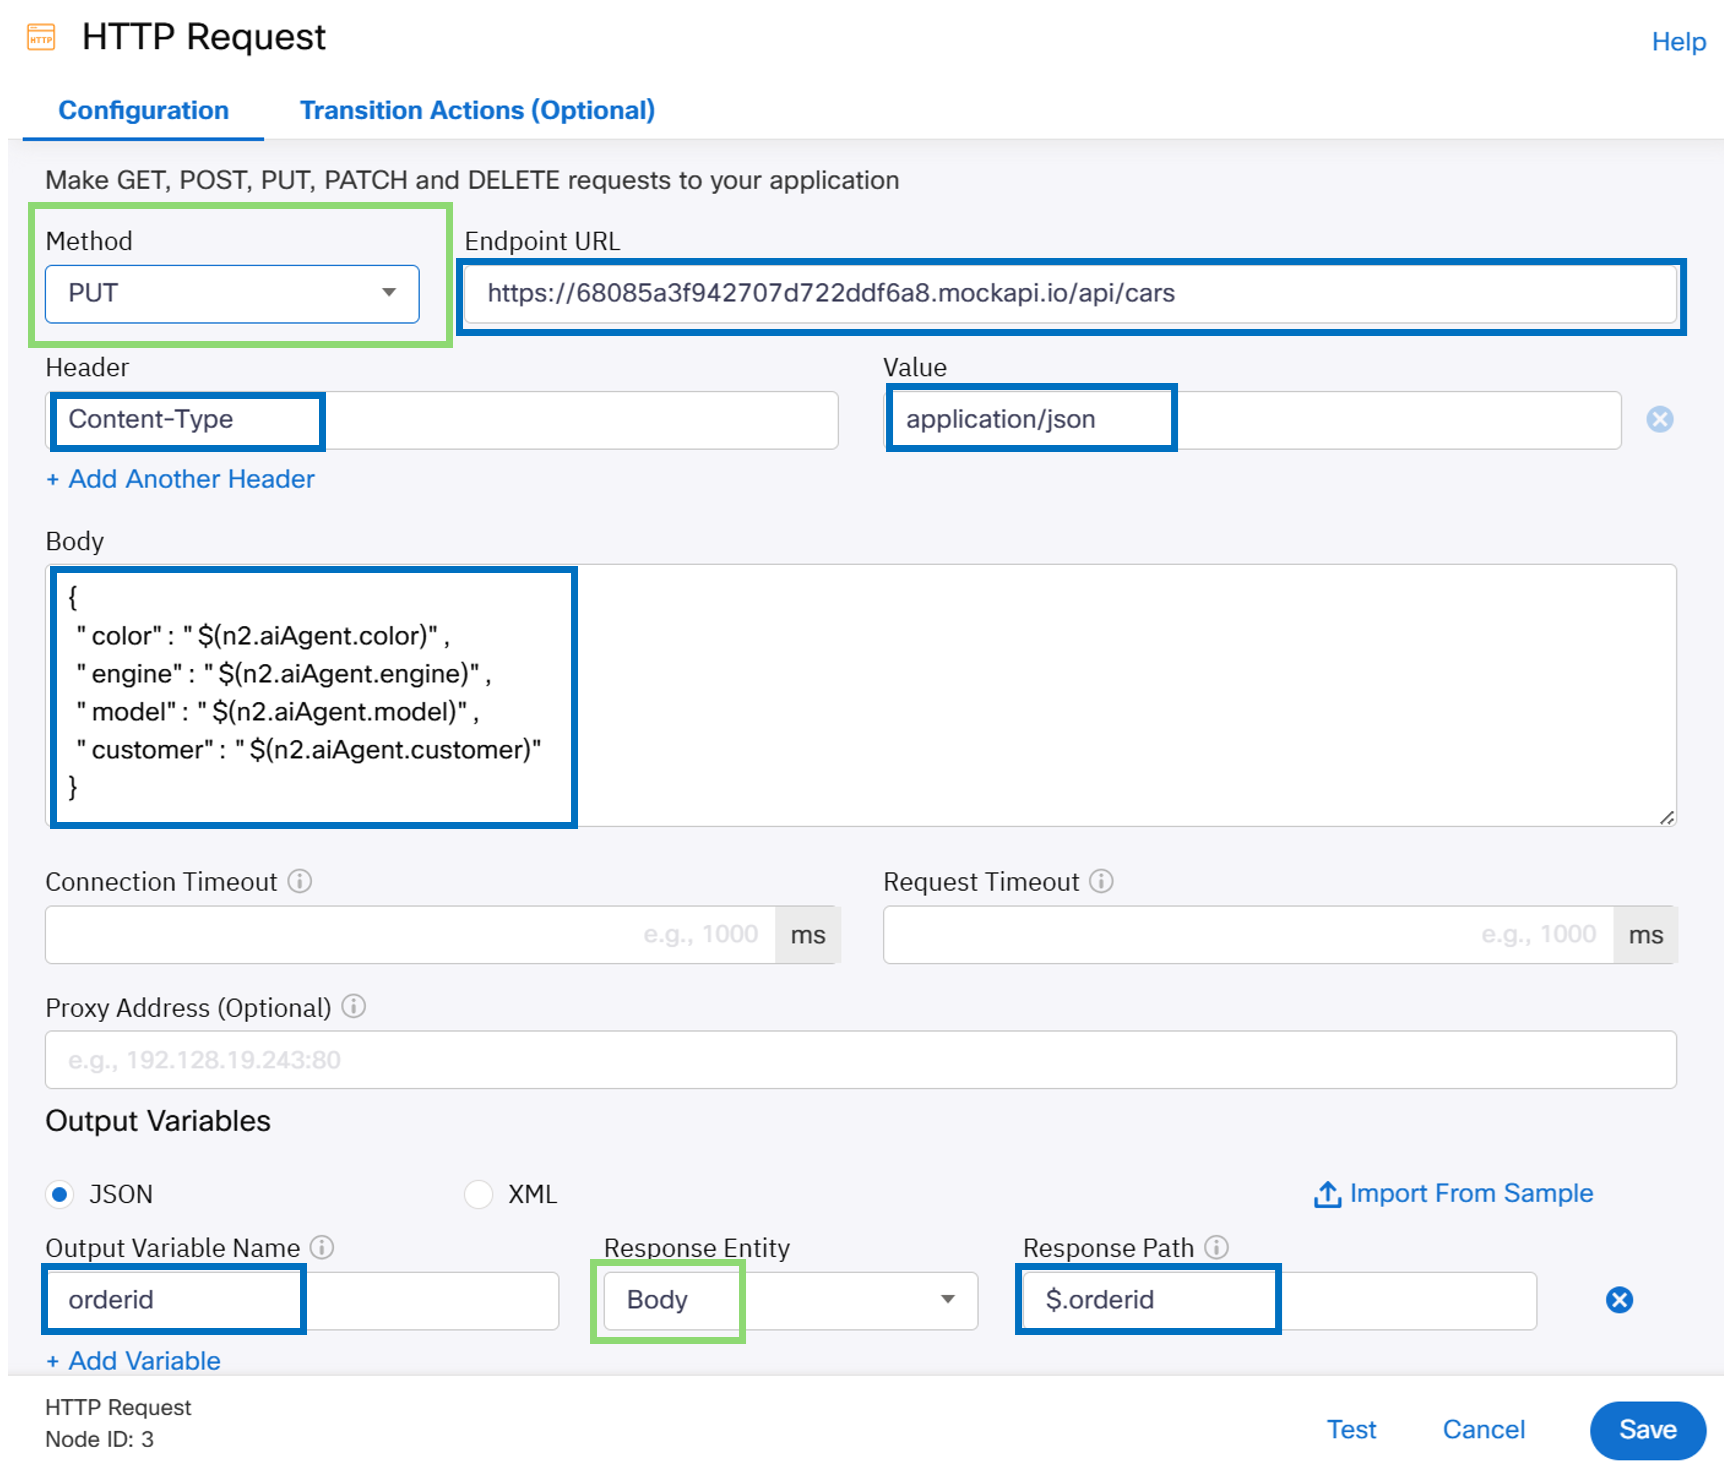 HTTP
HTTP Request
Help
Configuration
Transition Actions (Optional)
Make GET, POST, PUT, PATCH and DELETE requests to your application
Method
Endpoint URL
PUT
https://68085a3f942707d722ddf6a8.mockapi.io/api/cars
Header
Value
Content-Type
application/json
+ Add Another Header
Body
{
"color": "$(n2.aiAgent.color)",
"engine": "$(n2.aiAgent.engine)",
"model": "$(n2.aiAgent.model)",
"customer": "$(n2.aiAgent.customer)"
}
Connection Timeout
Request Timeout
e.g., 1000 ms
e.g., 1000 ms
Proxy Address (Optional)
e.g., 192.128.19.243:80
Output Variables
JSON
XML
Import From Sample
Output Variable Name
Response Entity
Response Path
orderid
Body
$.orderid
+ Add Variable
HTTP Request
Node ID: 3
Test
Cancel
Save